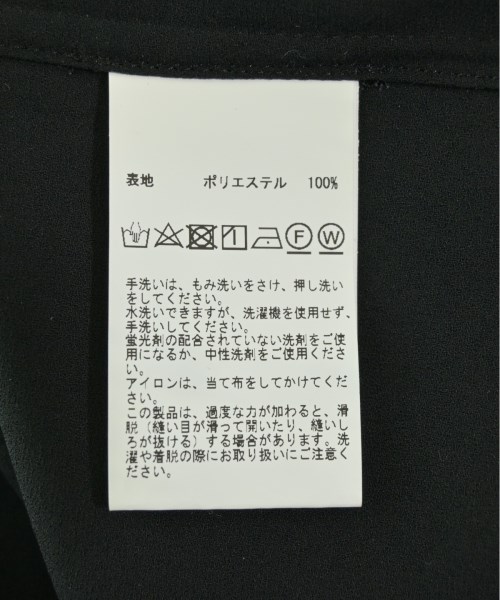 表地 ポリエステル 100%
F W
手洗いは、もみ洗いをさけ、押し洗い
をしてください。
水洗いできますが、洗濯機を使用せず、
手洗いしてください。
蛍光剤の配合されていない洗剤をご使
用になるか、中性洗剤をご使用くださ
い。
アイロンは、当て布をしてかけてくだ
さい。
この製品は、過度な力が加わると、滑
脱(縫い目が滑って開いたり、縫いし
ろが抜ける)する場合があります。洗
濯や着脱の際にお取り扱いにご注意く
ださい。